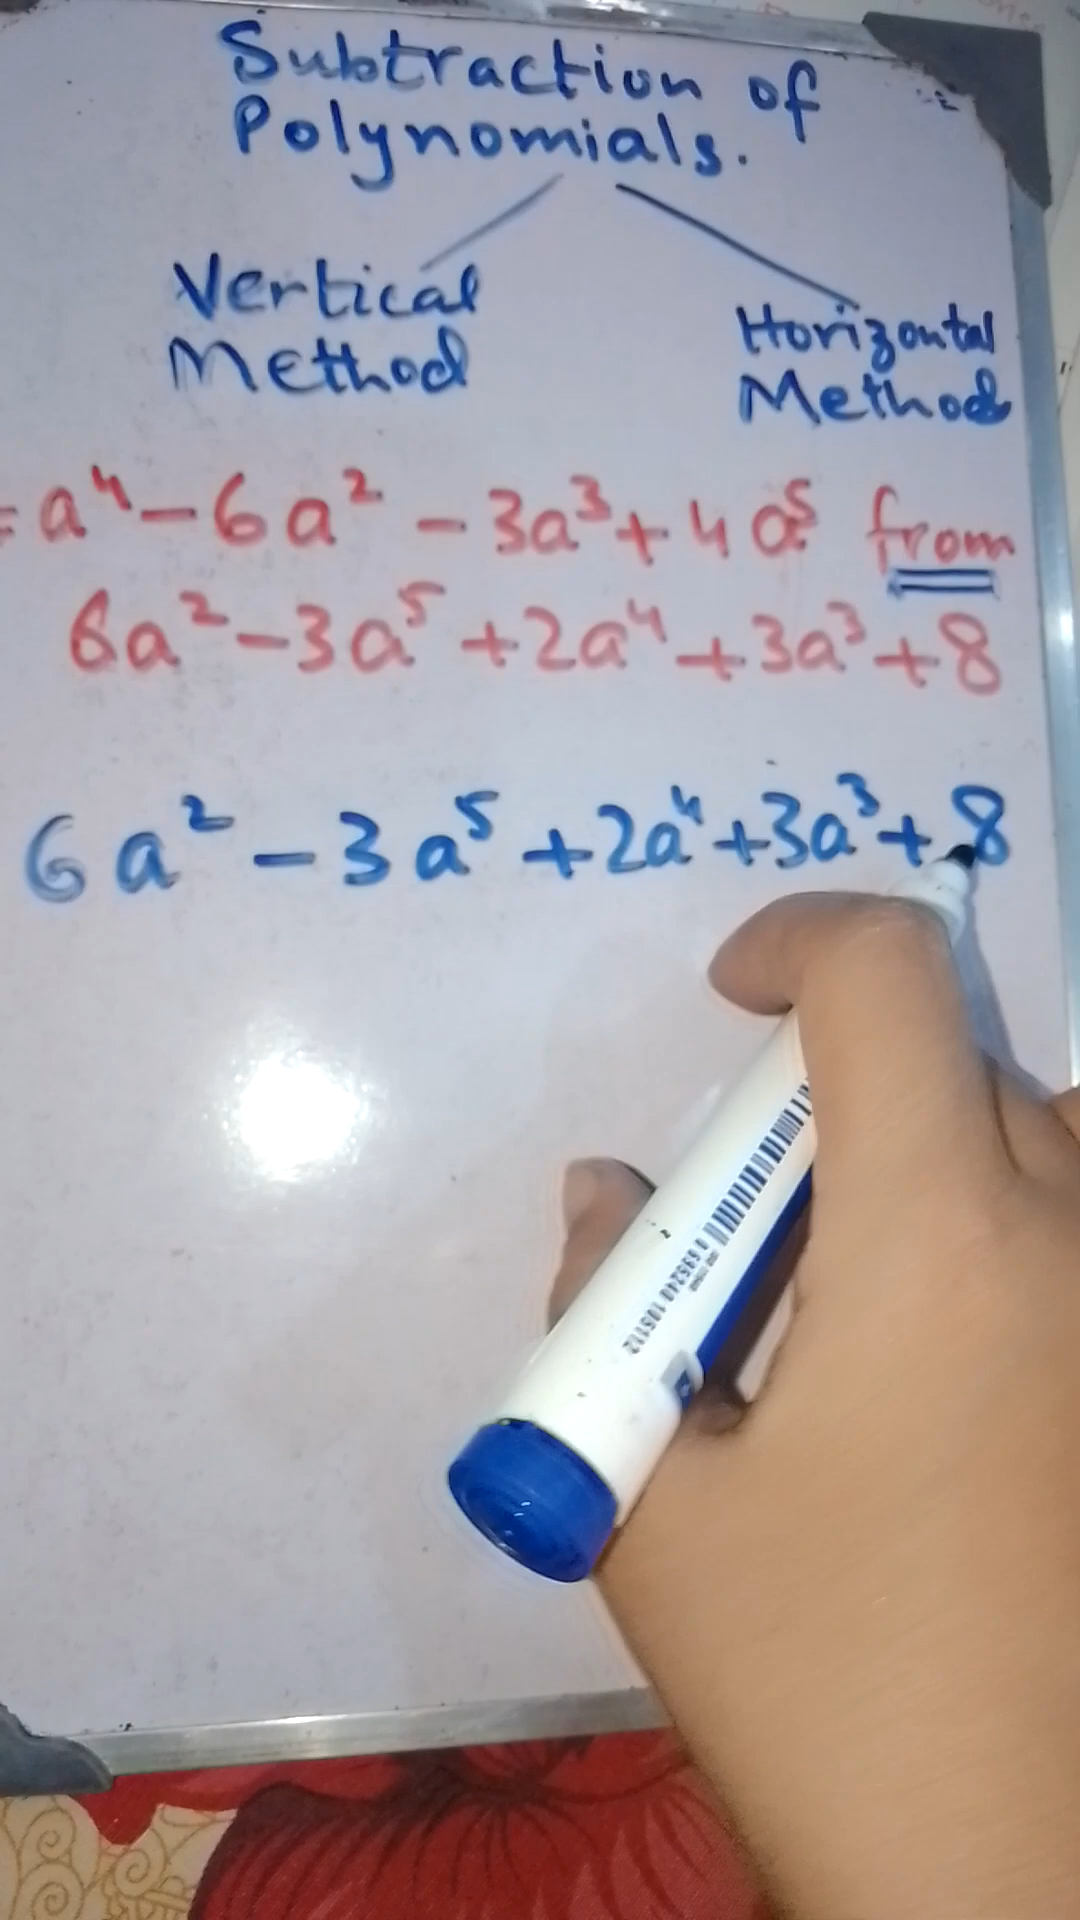 Subtraction of
Polynomials.
Vertical
Method
Horizontal
Method
= a⁴ - 6a² - 3a³ + 4a⁵ from
6a² - 3a⁵ + 2a⁴ + 3a³ + 8
6a² - 3a⁵ + 2a⁴ + 3a³ + 8